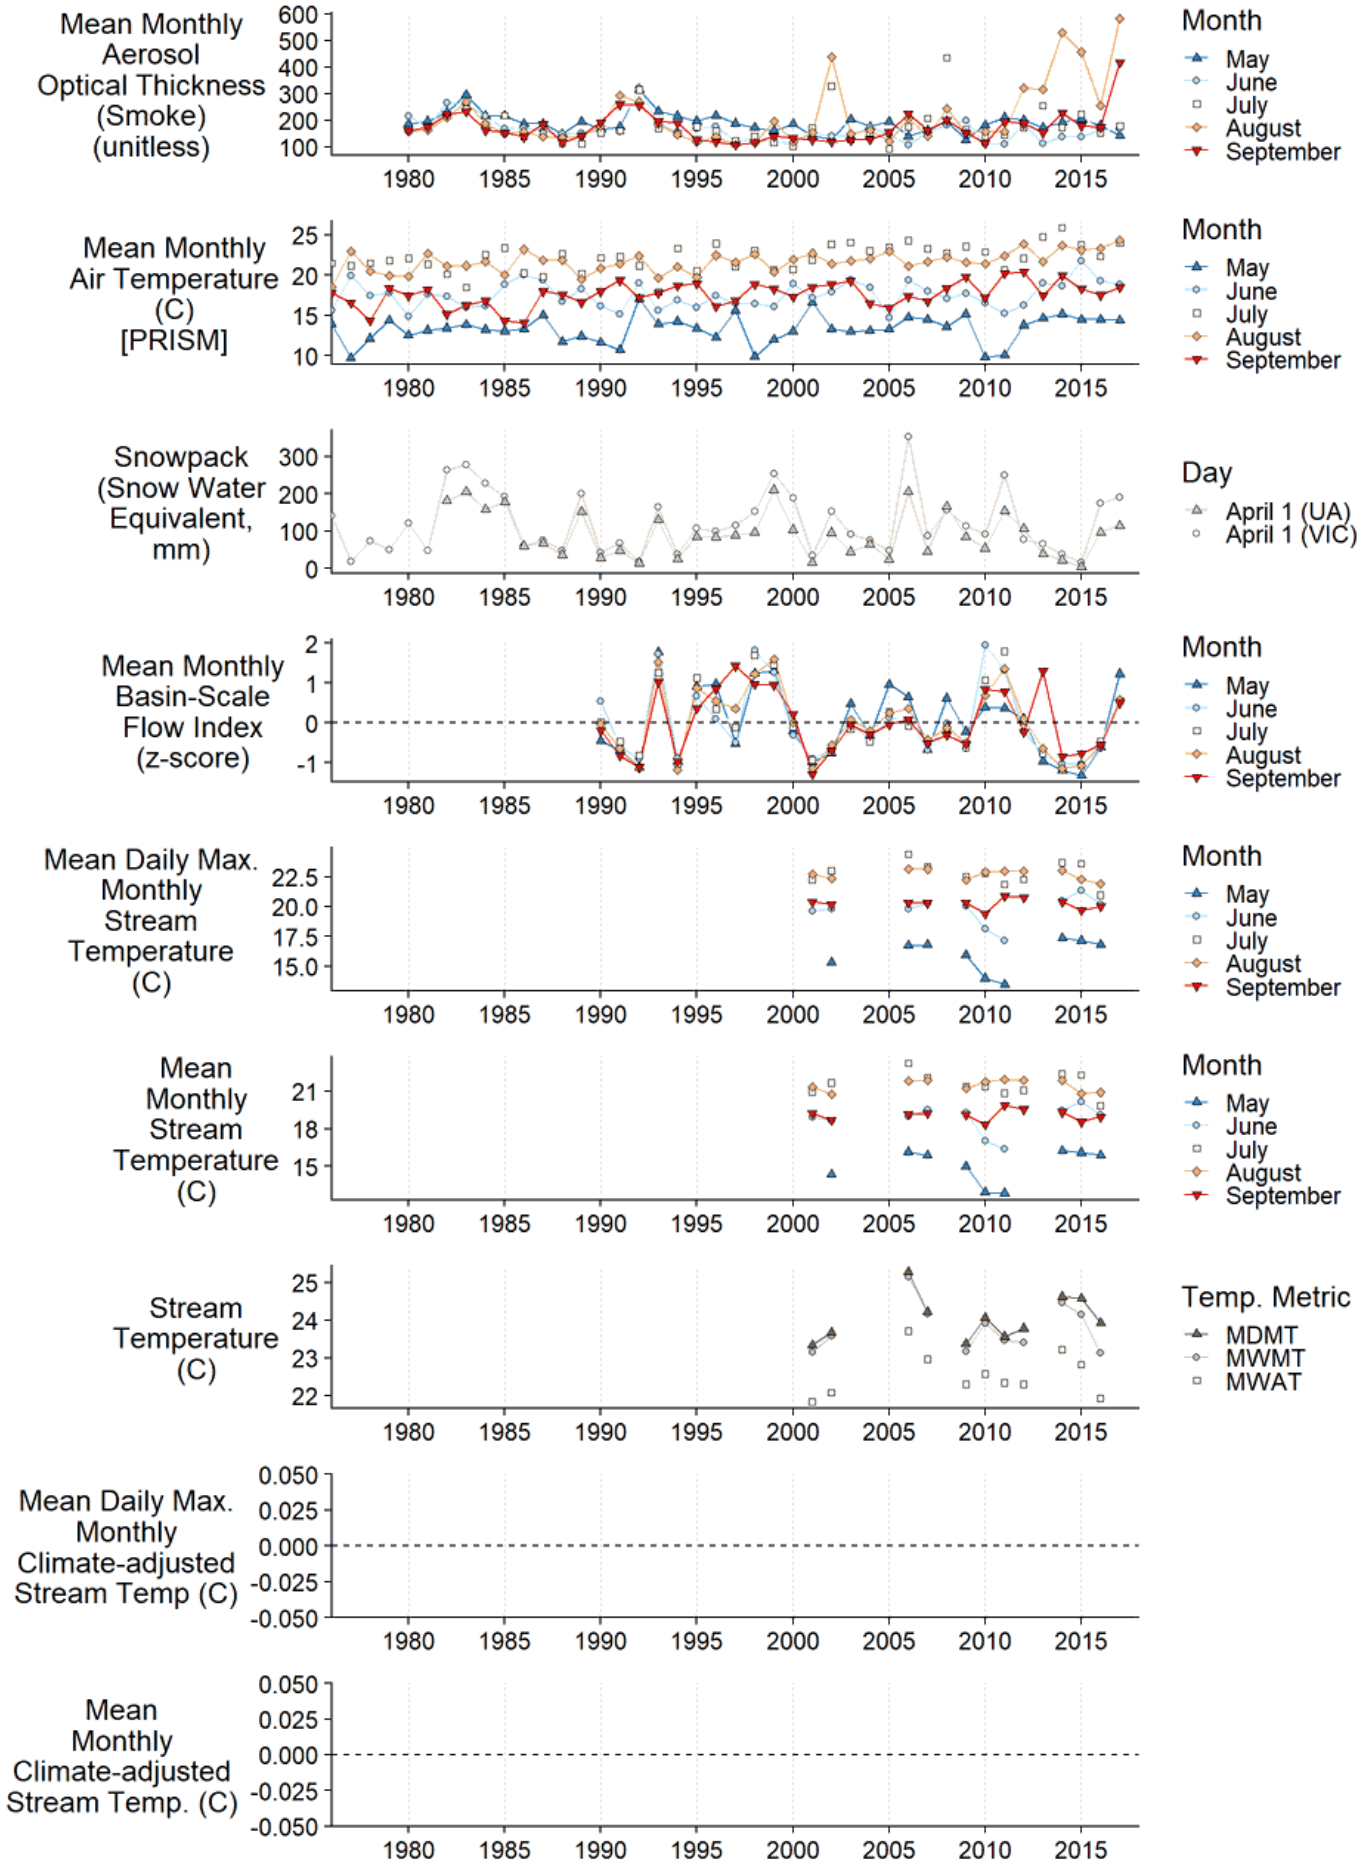 Mean Monthly
Aerosol
Optical Thickness
(Smoke)
(unitless)
600
500
400
300
200
100
1980 1985 1990 1995 2000 2005 2010 2015
Month
May
June
July
August
September
Mean Monthly
Air Temperature
(C)
[PRISM]
25
20
15
10
1980 1985 1990 1995 2000 2005 2010 2015
Month
May
June
July
August
September
Snowpack
(Snow Water
Equivalent,
mm)
300
200
100
0
1980 1985 1990 1995 2000 2005 2010 2015
Day
April 1 (UA)
April 1 (VIC)
Mean Monthly
Basin-Scale
Flow Index
(z-score)
2
1
0
-1
1980 1985 1990 1995 2000 2005 2010 2015
Month
May
June
July
August
September
Mean Daily Max.
Monthly
Stream
Temperature
(C)
22.5
20.0
17.5
15.0
1980 1985 1990 1995 2000 2005 2010 2015
Month
May
June
July
August
September
Mean
Monthly
Stream
Temperature
(C)
21
18
15
1980 1985 1990 1995 2000 2005 2010 2015
Month
May
June
July
August
September
Stream
Temperature
(C)
25
24
23
22
1980 1985 1990 1995 2000 2005 2010 2015
Temp. Metric
MDMT
MWMT
MWAT
Mean Daily Max.
Monthly
Climate-adjusted
Stream Temp (C)
0.050
0.025
0.000
-0.025
-0.050
1980 1985 1990 1995 2000 2005 2010 2015
Mean
Monthly
Climate-adjusted
Stream Temp. (C)
0.050
0.025
0.000
-0.025
-0.050
1980 1985 1990 1995 2000 2005 2010 2015